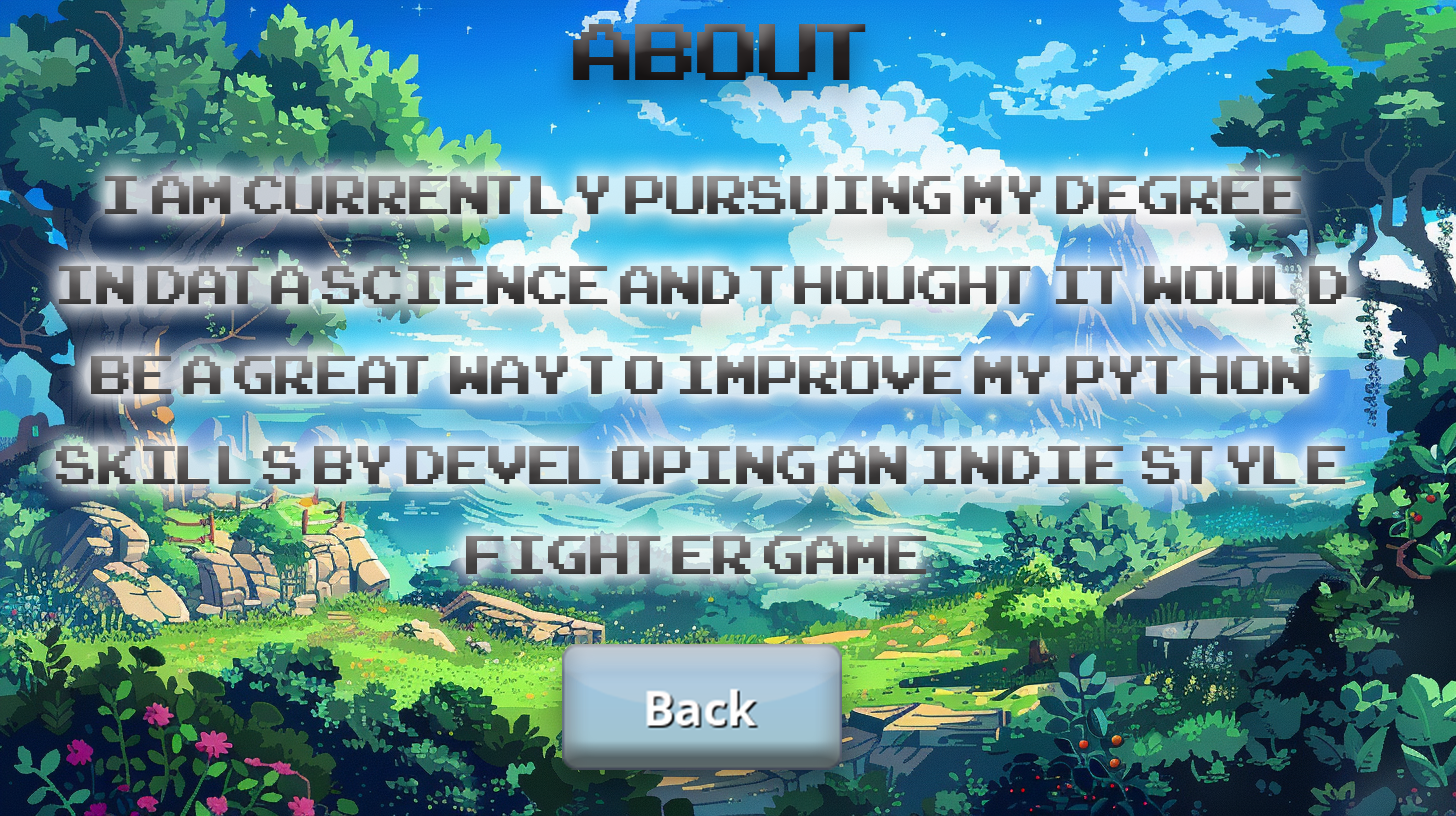 ABOUT
I AM CURRENTLY PURSUING MY DEGREE
IN DATA SCIENCE AND THOUGHT IT WOULD
BE A GREAT WAY TO IMPROVE MY PYTHON
SKILLS BY DEVELOPING AN INDIE STYLE
FIGHTER GAME
Back